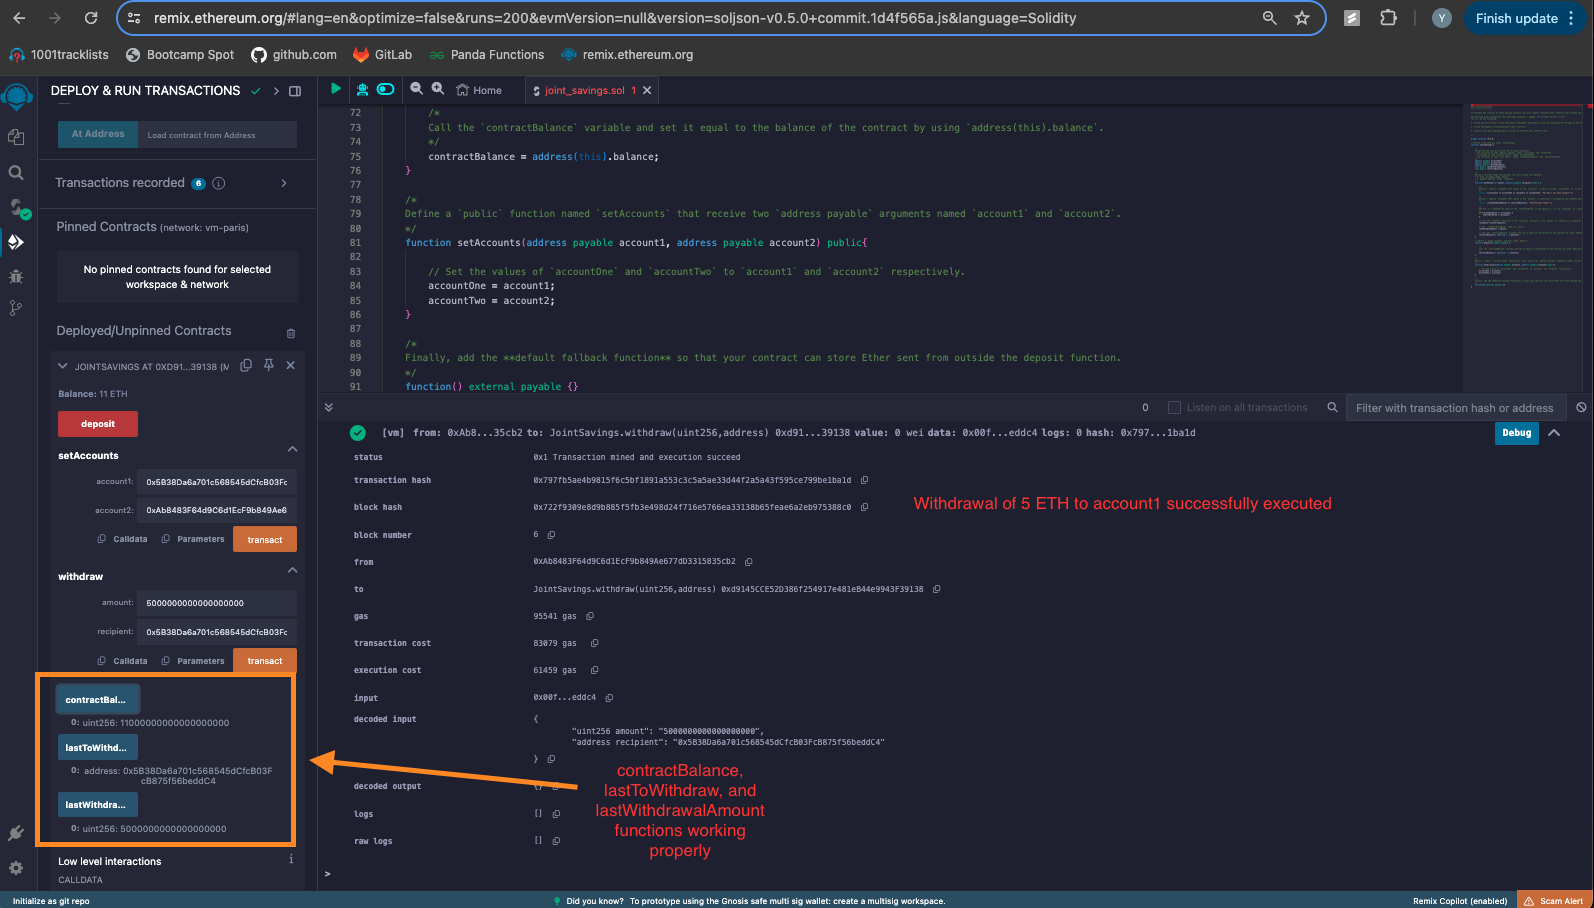 remix.ethereum.org/#lang=en&optimize=false&runs=200&evmVersion=null&version=soljson-v0.5.0+commit.1d4f565a.js&language=Solidity
Y
Finish update
1001tracklists
Bootcamp Spot
github.com
GitLab
Panda Functions
remix.ethereum.org
DEPLOY & RUN TRANSACTIONS
Home
joint_savings.sol 1
At Address
Load contract from Address
Transactions recorded 6
Pinned Contracts (network: vm-paris)
No pinned contracts found for selected
workspace & network
Deployed/Unpinned Contracts
JOINTSAVINGS AT 0XD91...39138 (M
Balance: 11 ETH
deposit
setAccounts
account1: 0x5B38Da6a701c568545dCfcB03Fc
account2: 0xAb8483F64d9C6d1EcF9b849Ae6
Calldata
Parameters
transact
withdraw
amount: 5000000000000000000
recipient: 0x5B38Da6a701c568545dCfcB03Fc
Calldata
Parameters
transact
contractBal...
0: uint256: 11000000000000000000
lastToWithd...
0: address: 0x5B38Da6a701c568545dCfcB03F
cB875f56beddC4
lastWithdra...
0: uint256: 5000000000000000000
Low level interactions
CALLDATA
72 /*
73 Call the `contractBalance` variable and set it equal to the balance of the contract by using `address(this).balance`.
74 */
75 contractBalance = address(this).balance;
76 }
77
78 /*
79 Define a `public` function named `setAccounts` that receive two `address payable` arguments named `account1` and `account2`.
80 */
81 function setAccounts(address payable account1, address payable account2) public{
82
83 // Set the values of `accountOne` and `accountTwo` to `account1` and `account2` respectively.
84 accountOne = account1;
85 accountTwo = account2;
86 }
87
88 /*
89 Finally, add the **default fallback function** so that your contract can store Ether sent from outside the deposit function.
90 */
91 function() external payable {}
0
Listen on all transactions
Filter with transaction hash or address
[vm] from: 0xAb8...35cb2 to: JointSavings.withdraw(uint256,address) 0xd91...39138 value: 0 wei data: 0x00f...eddc4 logs: 0 hash: 0x797...1ba1d
Debug
status 0x1 Transaction mined and execution succeed
transaction hash 0x797fb5ae4b9815f6c5bf1891a553c3c5a5ae33d44f2a5a43f595ce799be1ba1d
block hash 0x722f9309e8d9b885f5fb3e498d24f716e5766ea33138b65feae6a2eb975388c0
block number 6
from 0xAb8483F64d9C6d1EcF9b849Ae677dD3315835cb2
to JointSavings.withdraw(uint256,address) 0xd9145CCE52D386f254917e481eB44e9943F39138
gas 95541 gas
transaction cost 83079 gas
execution cost 61459 gas
input 0x00f...eddc4
decoded input {
"uint256 amount": "5000000000000000000",
"address recipient": "0x5B38Da6a701c568545dCfcB03FcB875f56beddC4"
}
decoded output {}
logs []
raw logs []
>
Withdrawal of 5 ETH to account1 successfully executed
contractBalance,
lastToWithdraw, and
lastWithdrawalAmount
functions working
properly
Initialize as git repo
Did you know? To prototype using the Gnosis safe multi sig wallet: create a multisig workspace.
Remix Copilot (enabled)
Scam Alert